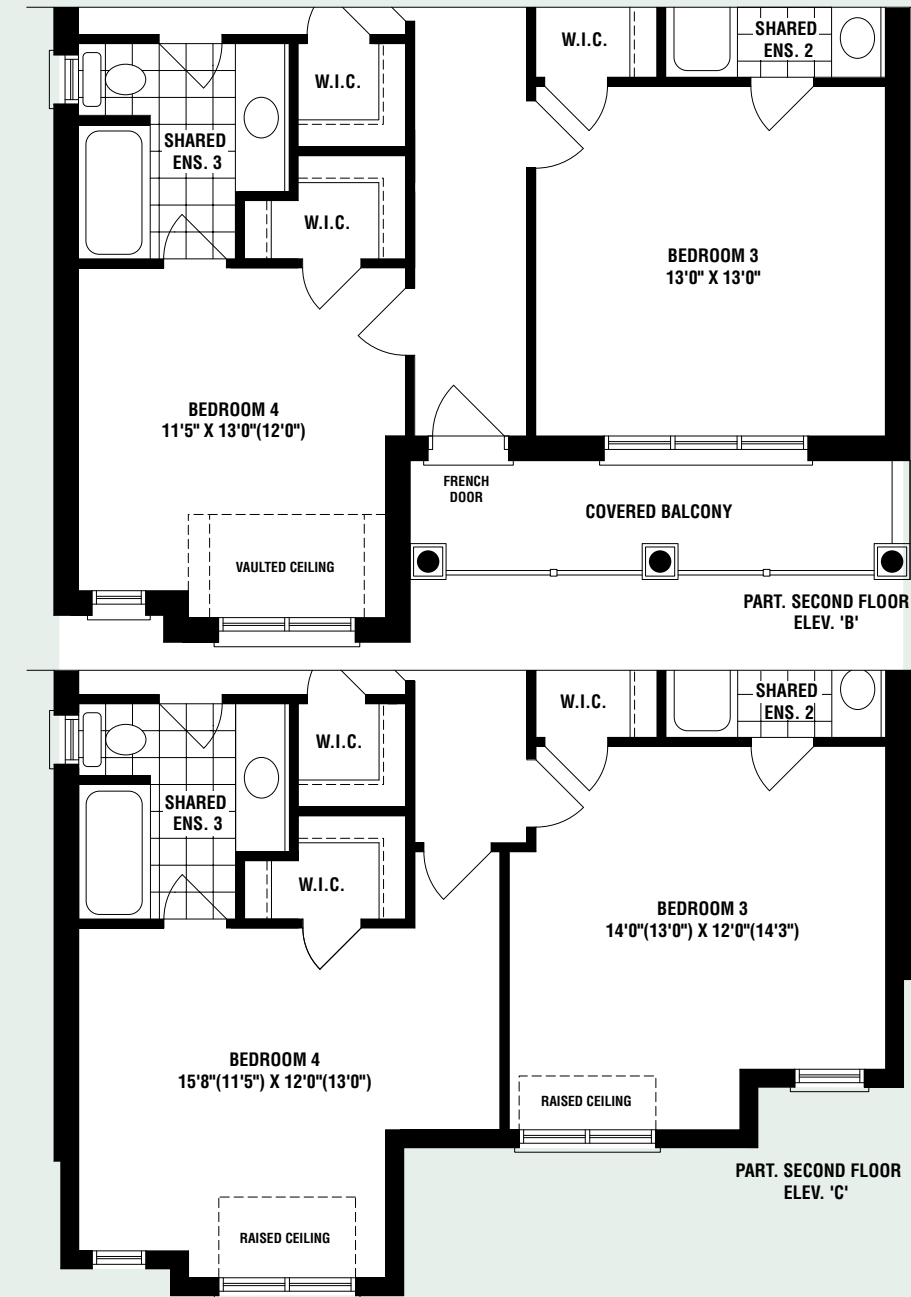 W.I.C.
SHARED
ENS. 2
W.I.C.
SHARED
ENS. 3
W.I.C.
BEDROOM 3
13'0" X 13'0"
BEDROOM 4
11'5" X 13'0"(12'0")
FRENCH
DOOR
COVERED BALCONY
VAULTED CEILING
PART. SECOND FLOOR
ELEV. 'B'
W.I.C.
SHARED
ENS. 2
W.I.C.
SHARED
ENS. 3
W.I.C.
BEDROOM 3
14'0"(13'0") X 12'0"(14'3")
BEDROOM 4
15'8"(11'5") X 12'0"(13'0")
RAISED CEILING
PART. SECOND FLOOR
ELEV. 'C'
RAISED CEILING